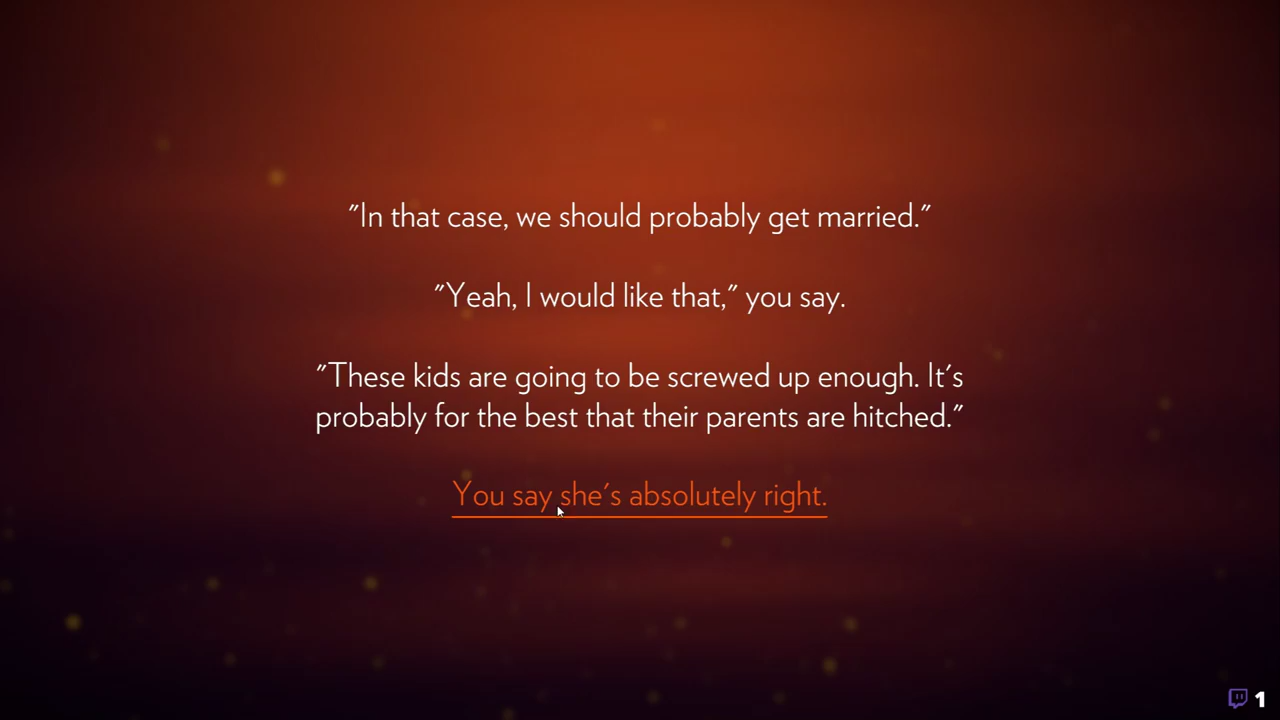 "In that case, we should probably get married."
"Yeah, I would like that," you say.
"These kids are going to be screwed up enough. It's
probably for the best that their parents are hitched."
You say she's absolutely right.
1